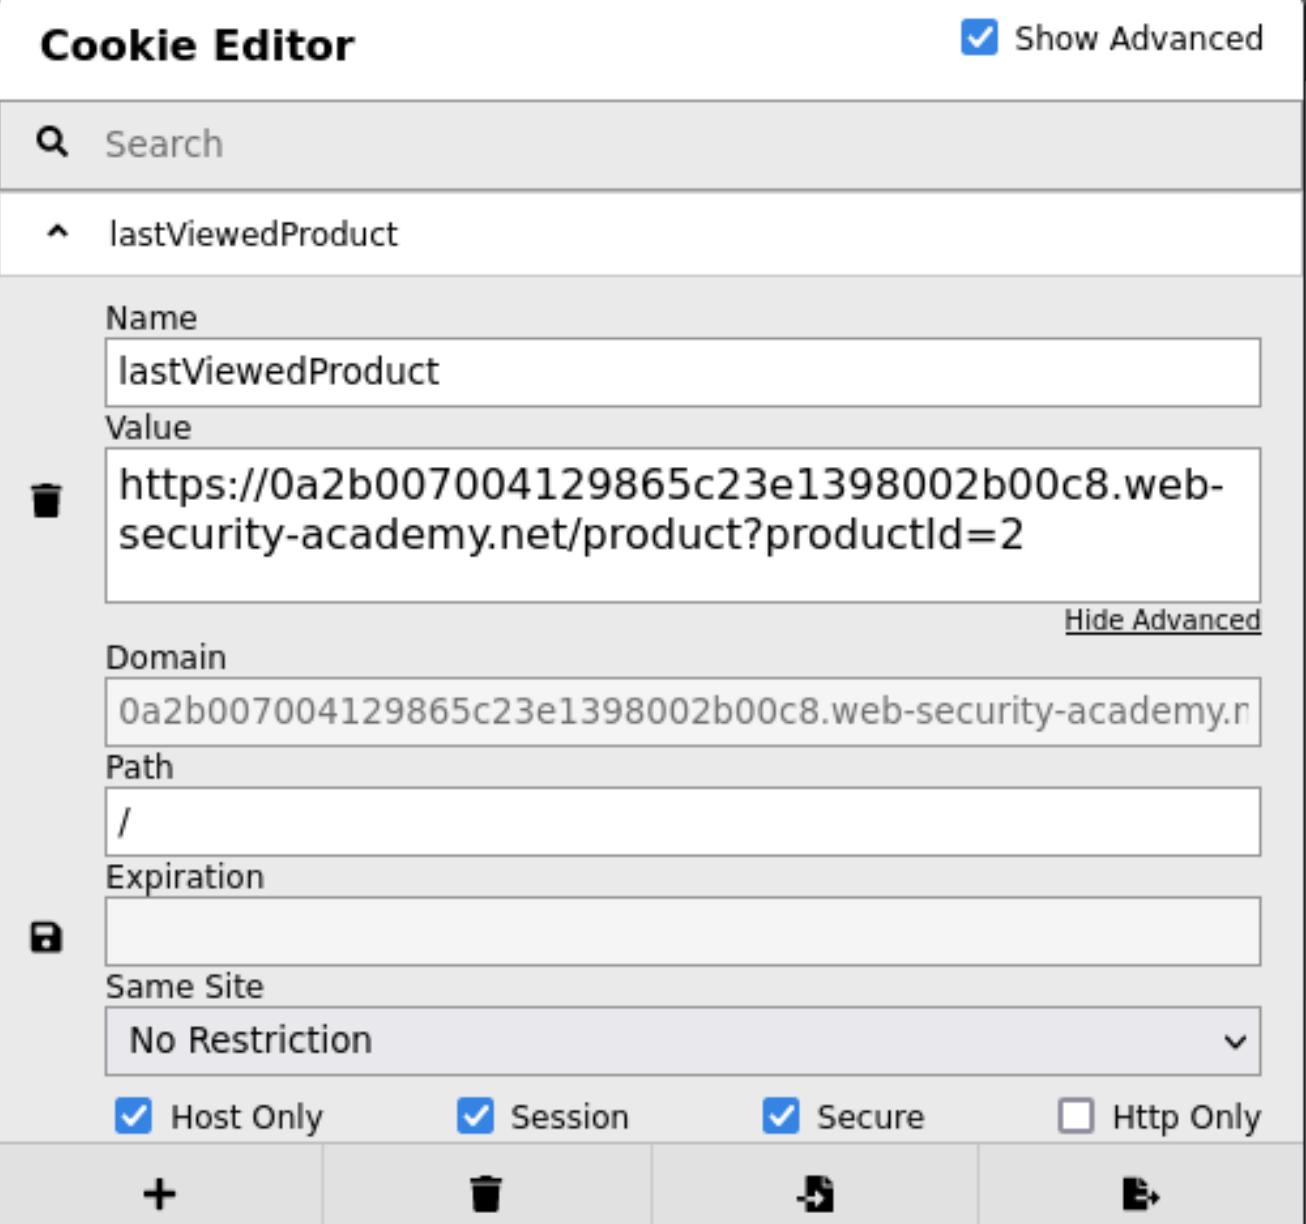 Cookie Editor
Show Advanced
Search
lastViewedProduct
Name
lastViewedProduct
Value
https://0a2b007004129865c23e1398002b00c8.web-
security-academy.net/product?productId=2
Hide Advanced
Domain
0a2b007004129865c23e1398002b00c8.web-security-academy.n
Path
/
Expiration
Same Site
No Restriction
Host Only
Session
Secure
Http Only